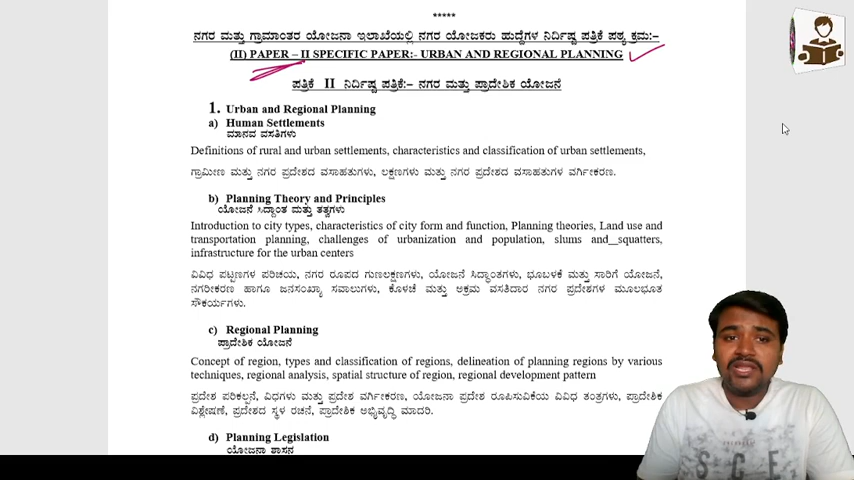 *****
ನಗರ ಮತ್ತು ಗ್ರಾಮಾಂತರ ಯೋಜನಾ ಇಲಾಖೆಯಲ್ಲಿ ನಗರ ಯೋಜಕರು ಹುದ್ದೆಗಳ ನಿರ್ದಿಷ್ಟ ಪತ್ರಿಕೆ ಪಠ್ಯ ಕ್ರಮ:-
(II) PAPER – II SPECIFIC PAPER:- URBAN AND REGIONAL PLANNING
ಪತ್ರಿಕೆ II ನಿರ್ದಿಷ್ಟ ಪತ್ರಿಕೆ:- ನಗರ ಮತ್ತು ಪ್ರಾದೇಶಿಕ ಯೋಜನೆ
1. Urban and Regional Planning
a) Human Settlements
ಮಾನವ ವಸತಿಗಳು
Definitions of rural and urban settlements, characteristics and classification of urban settlements,
ಗ್ರಾಮೀಣ ಮತ್ತು ನಗರ ಪ್ರದೇಶದ ವಸಾಹತುಗಳು, ಲಕ್ಷಣಗಳು ಮತ್ತು ನಗರ ಪ್ರದೇಶದ ವಸಾಹತುಗಳ ವರ್ಗೀಕರಣ.
b) Planning Theory and Principles
ಯೋಜನೆ ಸಿದ್ಧಾಂತ ಮತ್ತು ತತ್ವಗಳು
Introduction to city types, characteristics of city form and function, Planning theories, Land use and
transportation planning, challenges of urbanization and population, slums and squatters,
infrastructure for the urban centers
ವಿವಿಧ ಪಟ್ಟಣಗಳ ಪರಿಚಯ, ನಗರ ರೂಪದ ಗುಣಲಕ್ಷಣಗಳು, ಯೋಜನೆ ಸಿದ್ಧಾಂತಗಳು, ಭೂಬಳಕೆ ಮತ್ತು ಸಾರಿಗೆ ಯೋಜನೆ,
ನಗರೀಕರಣ ಹಾಗೂ ಜನಸಂಖ್ಯಾ ಸವಾಲುಗಳು, ಕೊಳಚೆ ಮತ್ತು ಅಕ್ರಮ ವಸತಿದಾರ ನಗರ ಪ್ರದೇಶಗಳ ಮೂಲಭೂತ
ಸೌಕರ್ಯಗಳು.
c) Regional Planning
ಪ್ರಾದೇಶಿಕ ಯೋಜನೆ
Concept of region, types and classification of regions, delineation of planning regions by various
techniques, regional analysis, spatial structure of region, regional development pattern
ಪ್ರದೇಶ ಪರಿಕಲ್ಪನೆ, ವಿಧಗಳು ಮತ್ತು ಪ್ರದೇಶ ವರ್ಗೀಕರಣ, ಯೋಜನಾ ಪ್ರದೇಶ ರೂಪಿಸುವಿಕೆಯ ವಿವಿಧ ತಂತ್ರಗಳು, ಪ್ರಾದೇಶಿಕ
ವಿಶ್ಲೇಷಣೆ, ಪ್ರದೇಶದ ಸ್ಥಳ ರಚನೆ, ಪ್ರಾದೇಶಿಕ ಅಭಿವೃದ್ಧಿ ಮಾದರಿ.
d) Planning Legislation
ಯೋಜನಾ ಶಾಸನ